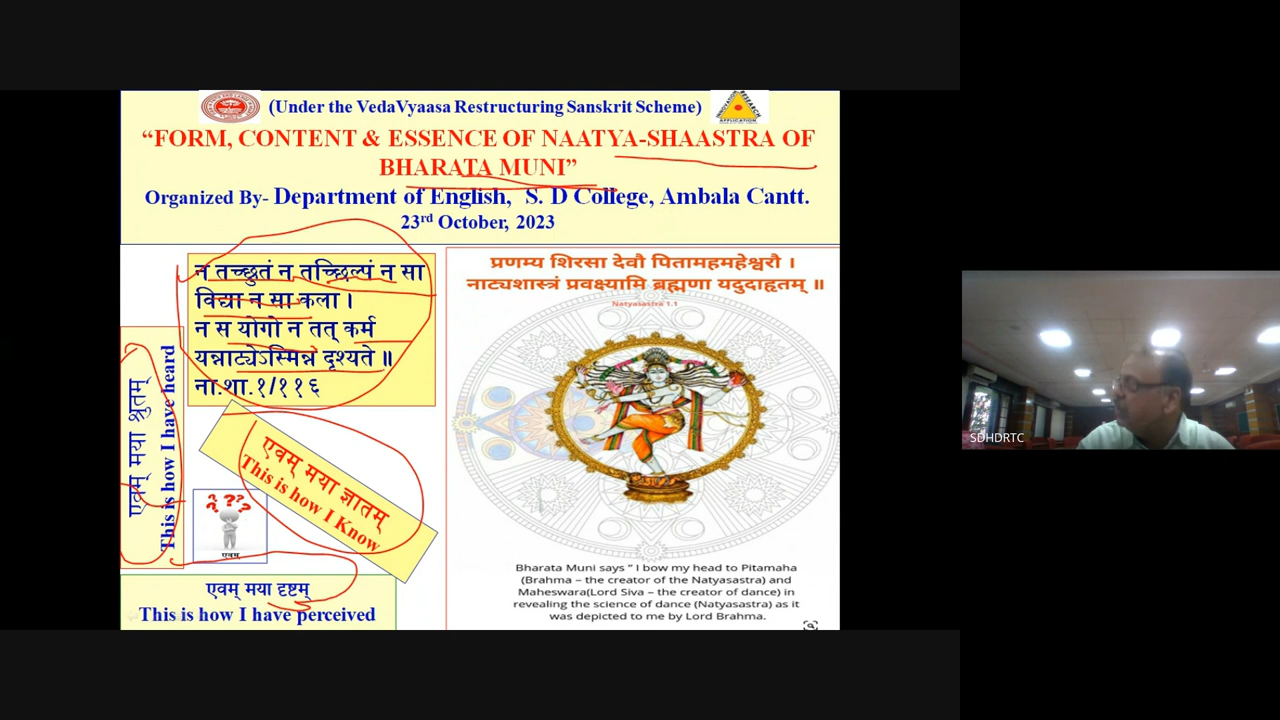 (Under the VedaVyaasa Restructuring Sanskrit Scheme)
“FORM, CONTENT & ESSENCE OF NAATYA-SHAASTRA OF
BHARATA MUNI”
Organized By- Department of English, S. D College, Ambala Cantt.
23rd October, 2023
न तच्छ्रुतं न तच्छिल्पं न सा
विद्या न सा कला ।
न स योगो न तत् कर्म
यन्नाट्येऽस्मिन्न दृश्यते ॥
ना.शा.१/११६
एवम् मया श्रुतम्
This is how I have heard
एवम् मया ज्ञातम्
This is how I Know
? ???
एवम्
एवम् मया दृष्टम्
This is how I have perceived
प्रणम्य शिरसा देवौ पितामहमहेश्वरौ ।
नाट्यशास्त्रं प्रवक्ष्यामि ब्रह्मणा यदुदाहृतम् ॥
Natyasastra 1.1
Bharata Muni says “ I bow my head to Pitamaha
(Brahma – the creator of the Natyasastra) and
Maheswara(Lord Siva – the creator of dance) in
revealing the science of dance (Natyasastra) as it
was depicted to me by Lord Brahma.
SDHDRTC